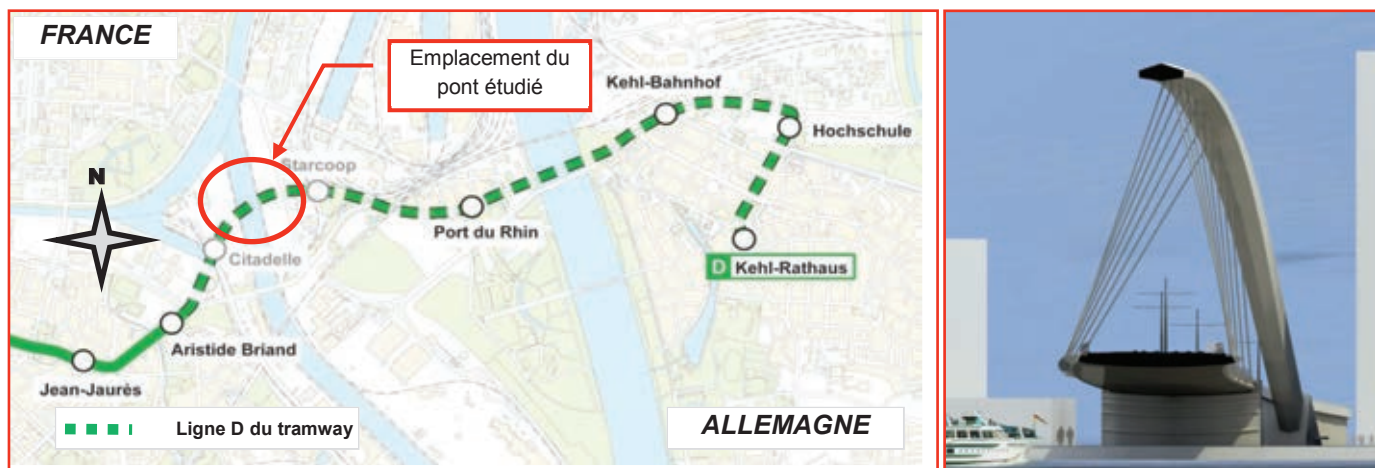 FRANCE
Emplacement du
pont étudié
Kehl-Bahnhof
Hochschule
Starcoop
N
Port du Rhin
Citadelle
D Kehl-Rathaus
Aristide Briand
Jean-Jaurès
Ligne D du tramway
ALLEMAGNE